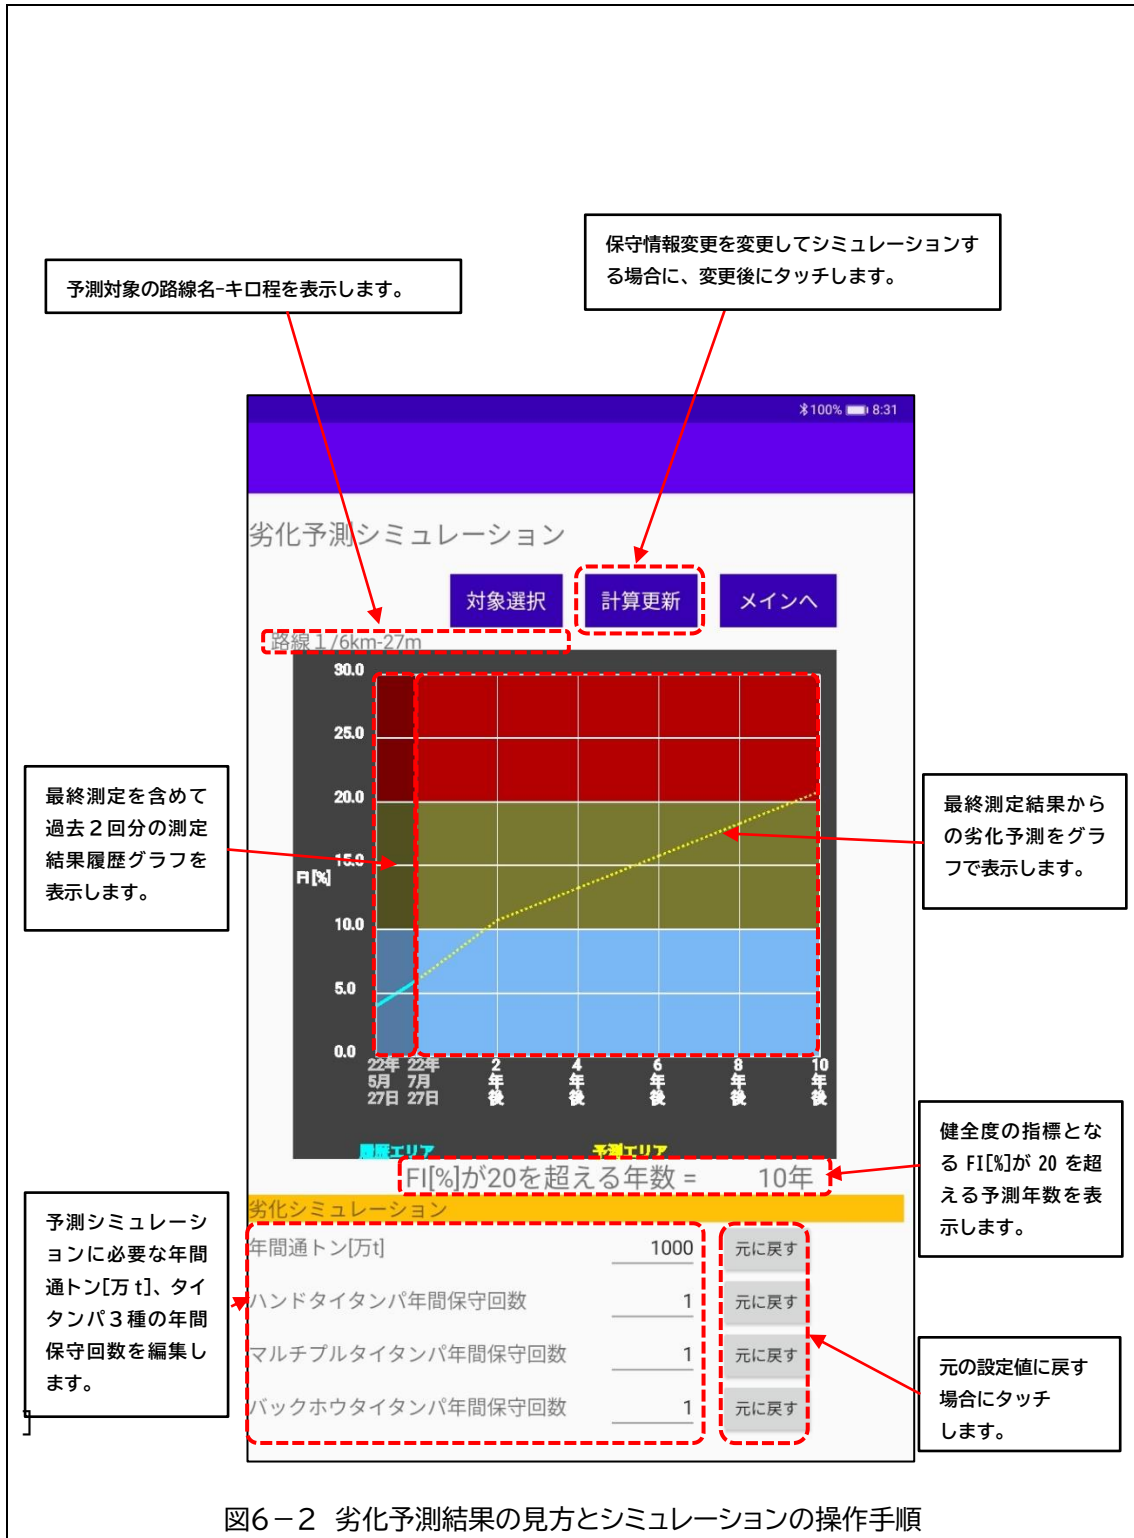 保守情報変更を変更してシミュレーションす
る場合に、変更後にタッチします。
予測対象の路線名-キロ程を表示します。
100% 8:31
劣化予測シミュレーション
対象選択
計算更新
メインへ
路線１/6km-27m
30.0
25.0
20.0
15.0
FI[%]
10.0
5.0
0.0
22年
5月
27日
22年
7月
27日
2
年
後
4
年
後
6
年
後
8
年
後
10
年
後
履歴エリア
予測エリア
最終測定を含めて
過去２回分の測定
結果履歴グラフを
表示します。
最終測定結果から
の劣化予測をグラ
フで表示します。
FI[%]が20を超える年数 = 10年
健全度の指標とな
る FI[%]が 20 を超
える予測年数を表
示します。
劣化シミュレーション
年間通トン[万t] 1000 元に戻す
ハンドタイタンパ年間保守回数 1 元に戻す
マルチプルタイタンパ年間保守回数 1 元に戻す
バックホウタイタンパ年間保守回数 1 元に戻す
予測シミュレーシ
ョンに必要な年間
通トン[万 t]、タイ
タンパ３種の年間
保守回数を編集し
ます。
元の設定値に戻す
場合にタッチ
します。
]
図6－2 劣化予測結果の見方とシミュレーションの操作手順